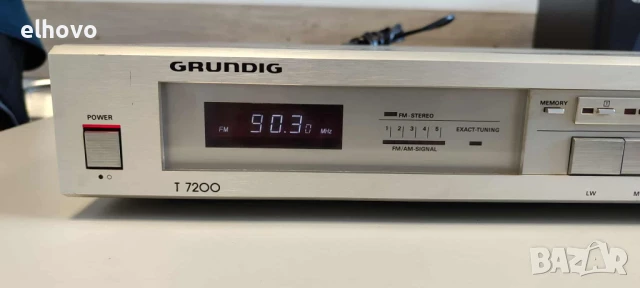 elhovo
GRUNDIG
POWER
FM 90.30 MHz
FM-STEREO
1 2 3 4 5
FM/AM-SIGNAL
EXACT-TUNING
MEMORY
1
T 7200
LW
BAZAR